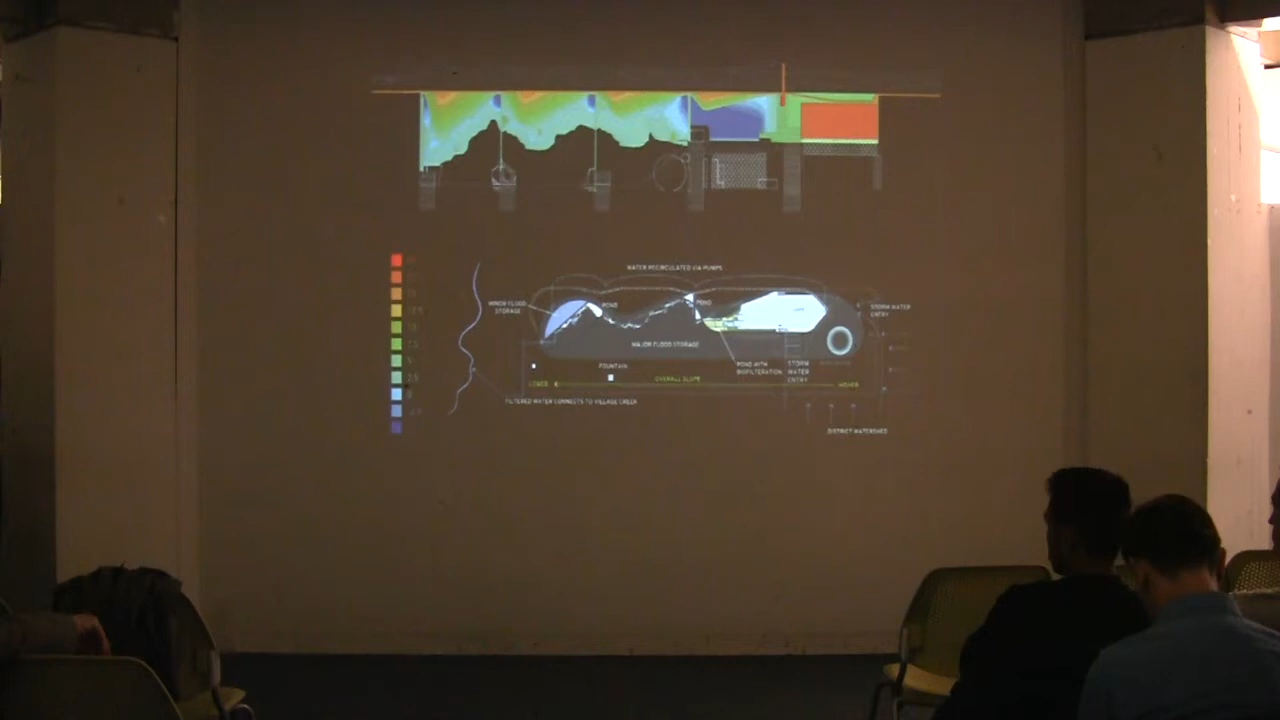 WATER RECIRCULATED VIA PUMPS
MINOR FLOOD
STORAGE
POND
POND
STORM WATER
ENTRY
MAJOR FLOOD STORAGE
FOUNTAIN
POND WITH
BIOFILTERATION
STORM
WATER
ENTRY
LOWER
OVERALL SLOPE
HIGHER
FILTERED WATER CONNECTS TO VILLAGE CREEK
DISTRICT WATERSHED